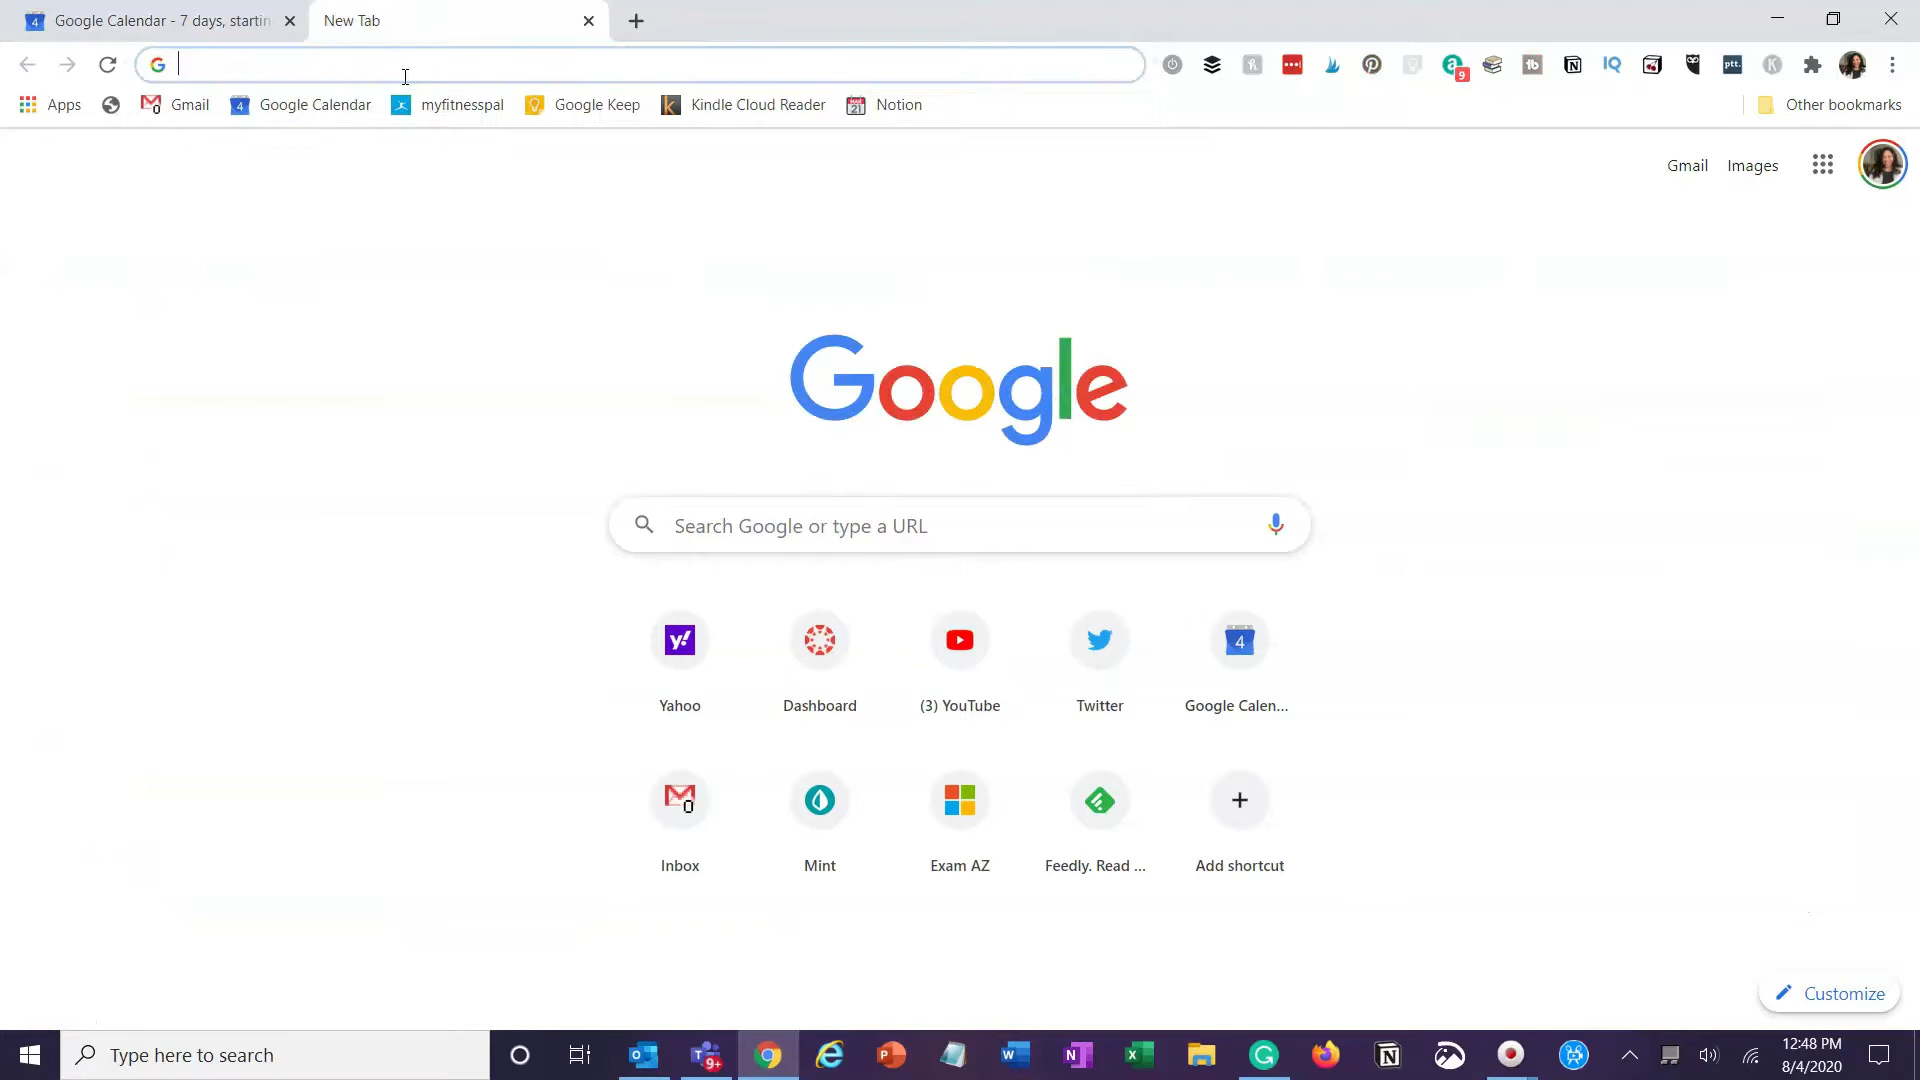 Google Calendar - 7 days, startin
New Tab
Apps
Gmail
Google Calendar
myfitnesspal
Google Keep
Kindle Cloud Reader
Notion
Other bookmarks
Gmail
Images
Google
Search Google or type a URL
Yahoo
Dashboard
(3) YouTube
Twitter
Google Calen...
Inbox
Mint
Exam AZ
Feedly. Read ...
Add shortcut
Customize
Type here to search
12:48 PM
8/4/2020